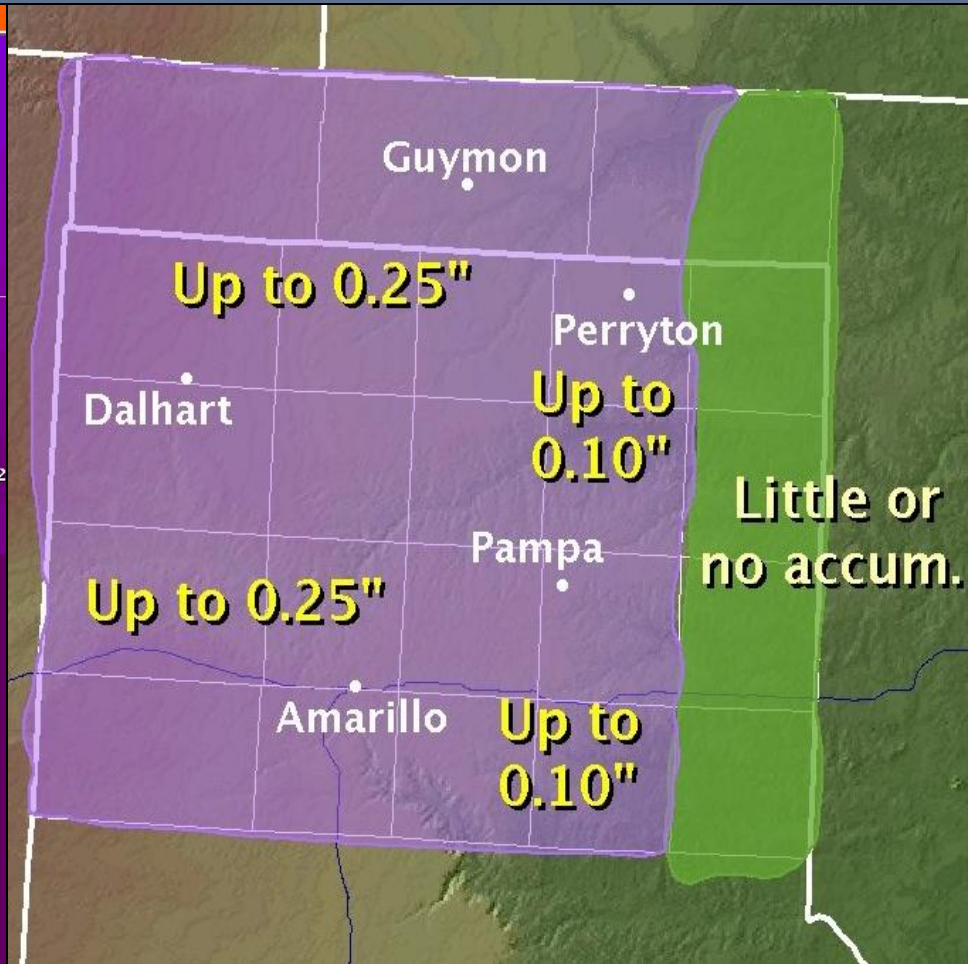 Guymon
Up to 0.25"
Perryton
Dalhart
Up to
0.10"
2
Little or
no accum.
Pampa
Up to 0.25"
Amarillo
Up to
0.10"